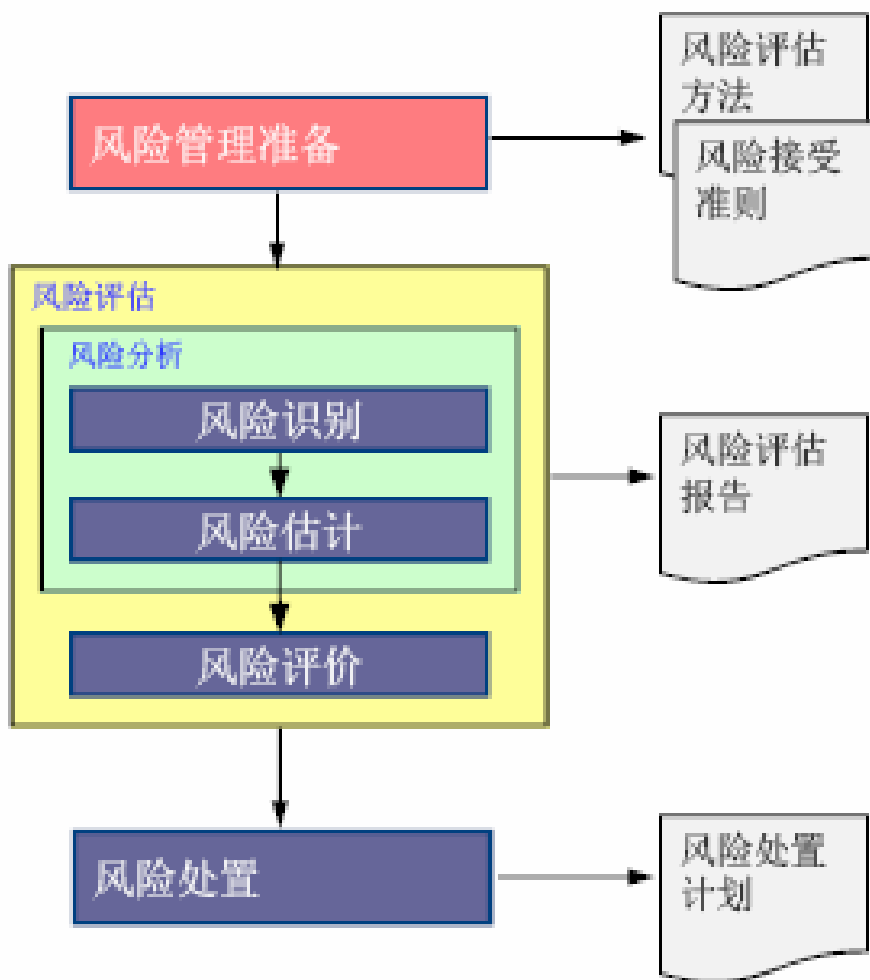 风险评估
方法
风险管理准备
风险接受
准则
风险评估
风险分析
风险识别
风险评估
报告
风险估计
风险评价
风险处置
风险处置
计划